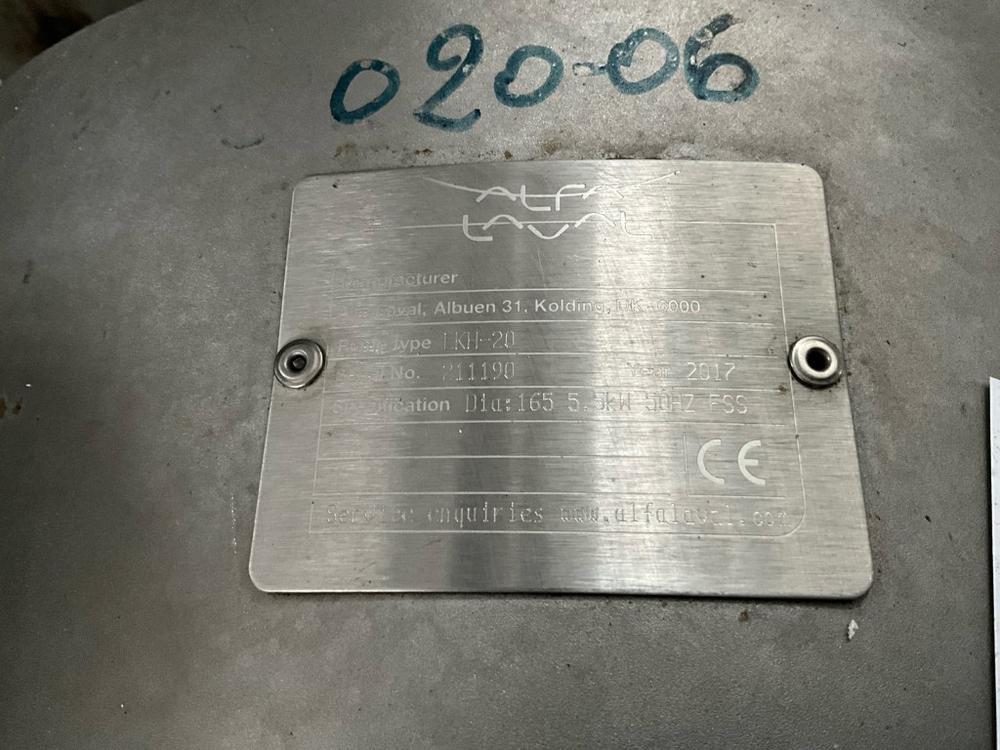 020-06
ALFA
LAVAL
Manufacturer
Laval, Albuen 31, Kolding, DK-6000
Pump Type LKH-20
No. 211190 Year 2017
Specification Dia:165 5.5kW 50HZ FSS
CE
Service enquiries www.alfalaval.com